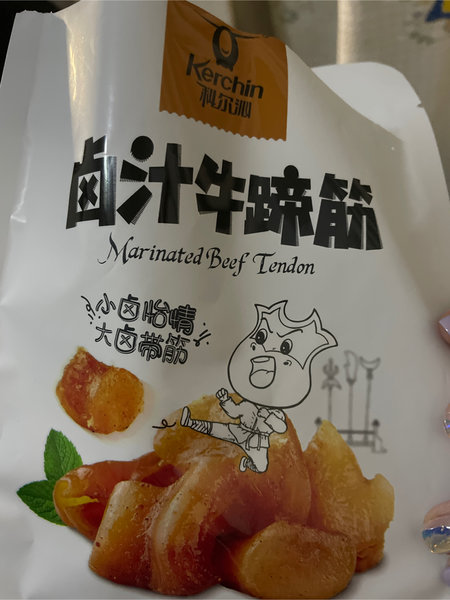 Kerchin
科尔沁
卤汁牛蹄筋
Marinated Beef Tendon
小卤怡情
大卤带筋